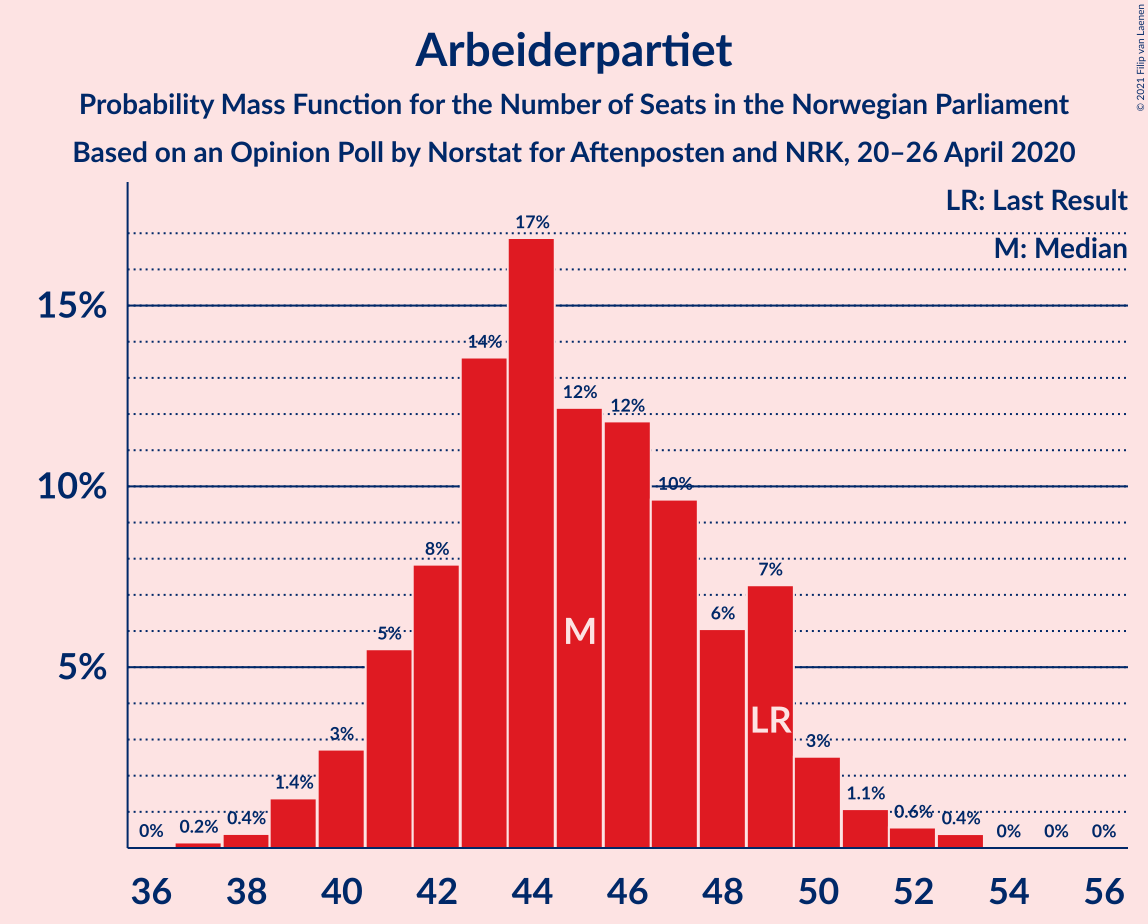 Arbeiderpartiet
Probability Mass Function for the Number of Seats in the Norwegian Parliament
Based on an Opinion Poll by Norstat for Aftenposten and NRK, 20–26 April 2020
© 2021 Filip van Laenen
LR: Last Result
M: Median
15%
10%
5%
0%
0.2%
0.4%
1.4%
3%
5%
8%
14%
17%
12%
12%
10%
6%
7%
3%
1.1%
0.6%
0.4%
0%
0%
0%
M
LR
36 38 40 42 44 46 48 50 52 54 56